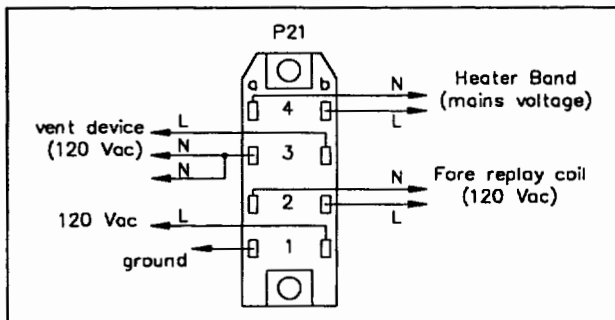 P21
a b
N Heater Band
4 (mains voltage)
L
vent device L
(120 Vac) N 3
N
N Fore replay coil
2 (120 Vac)
L
120 Vac L
1
ground